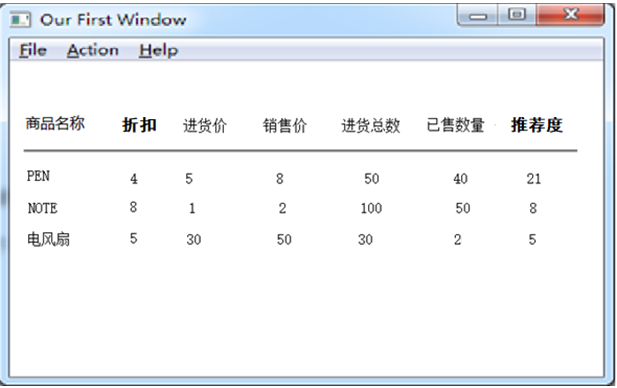 Our First Window
File Action Help
商品名称 折扣 进货价 销售价 进货总数 已售数量 推荐度
PEN 4 5 8 50 40 21
NOTE 8 1 2 100 50 8
电风扇 5 30 50 30 2 5